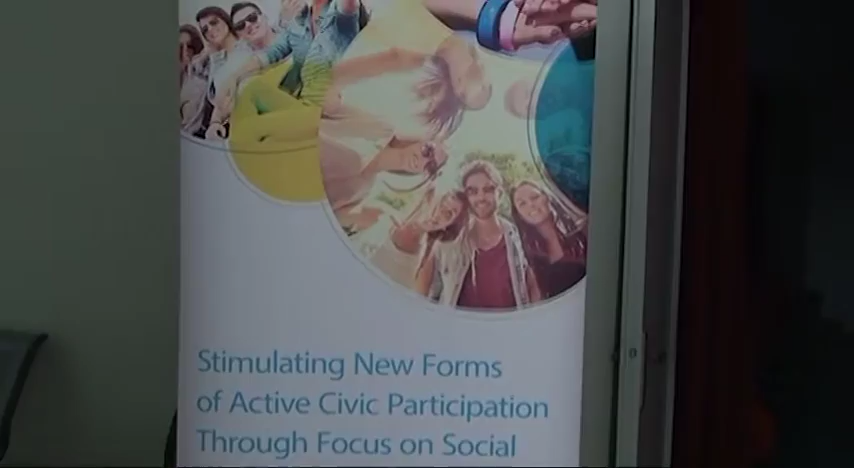 Stimulating New Forms
of Active Civic Participation
Through Focus on Social